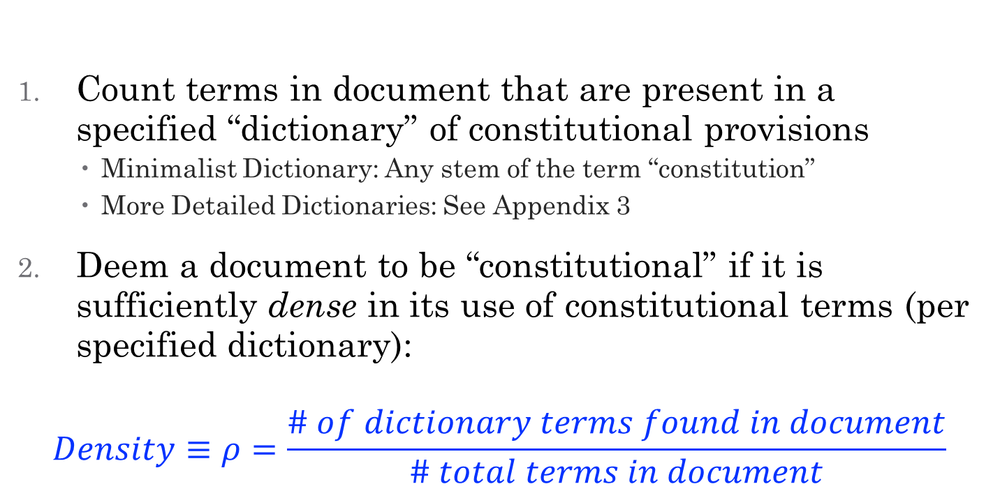 1. Count terms in document that are present in a
specified “dictionary” of constitutional provisions
• Minimalist Dictionary: Any stem of the term “constitution”
• More Detailed Dictionaries: See Appendix 3
2. Deem a document to be “constitutional” if it is
sufficiently dense in its use of constitutional terms (per
specified dictionary):
# of dictionary terms found in document
Density ≡ ρ =
# total terms in document